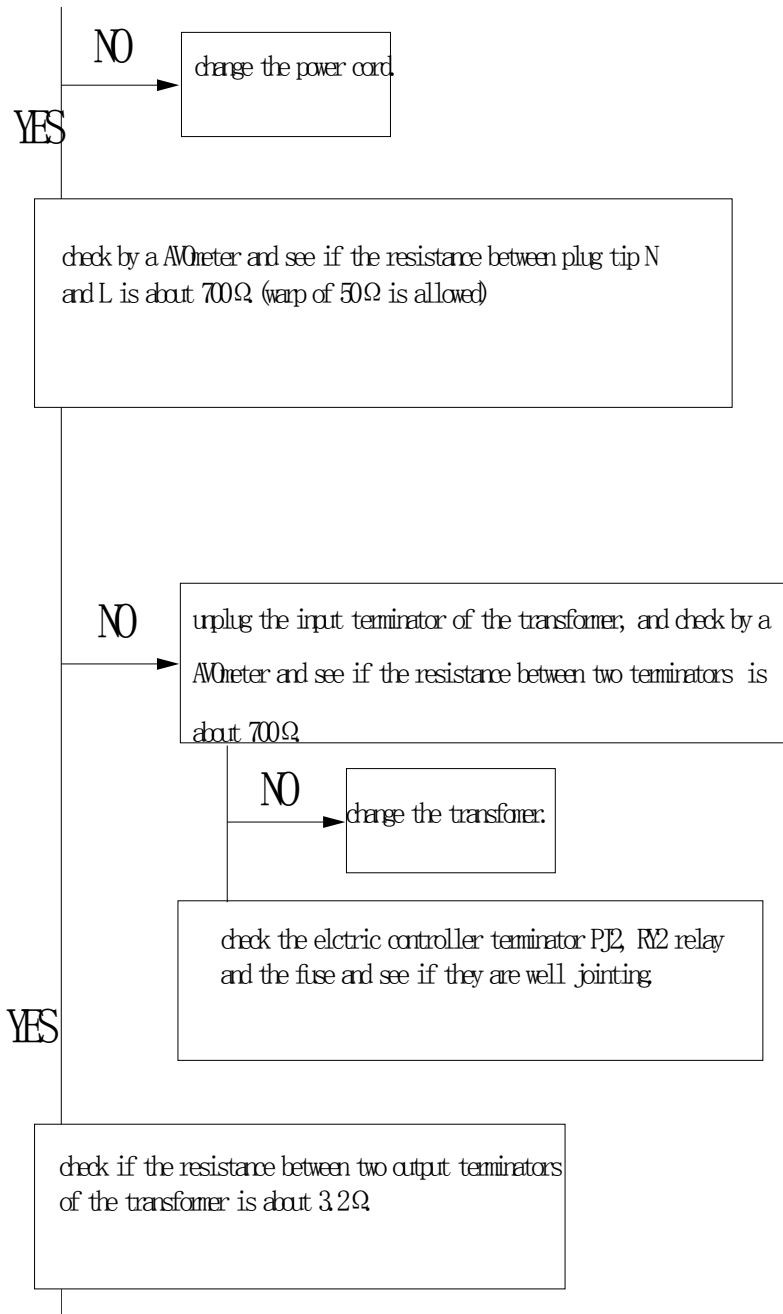 NO
change the power cord.
YES
check by a AVOmeter and see if the resistance between plug tip N
and L is about 700Ω. (warp of 50Ω is allowed)
NO
unplug the input terminator of the transformer, and check by a
AVOmeter and see if the resistance between two terminators is
about 700Ω.
NO
change the transfomer.
check the elctric controller terminator PJ2, RY2 relay
and the fuse and see if they are well jointing.
YES
check if the resistance between two output terminators
of the transformer is about 3.2Ω.